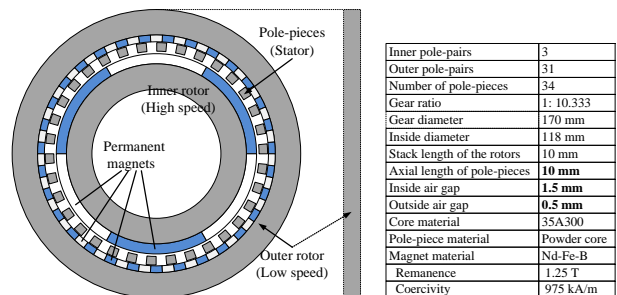 Pole-pieces
(Stator)
Inner rotor
(High speed)
Permanent
magnets
Outer rotor
(Low speed)
Inner pole-pairs 3
Outer pole-pairs 31
Number of pole-pieces 34
Gear ratio 1: 10.333
Gear diameter 170 mm
Inside diameter 118 mm
Stack length of the rotors 10 mm
Axial length of pole-pieces 10 mm
Inside air gap 1.5 mm
Outside air gap 0.5 mm
Core material 35A300
Pole-piece material Powder core
Magnet material Nd-Fe-B
Remanence 1.25 T
Coercivity 975 kA/m